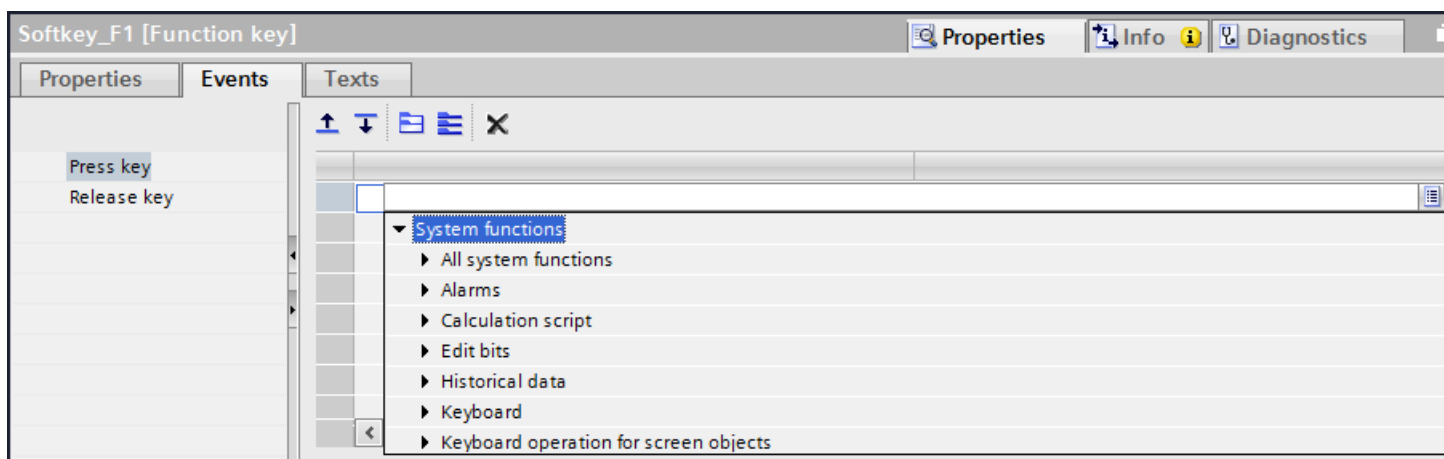 Softkey_F1 [Function key] Properties Info Diagnostics
Properties Events Texts
Press key
Release key
System functions
All system functions
Alarms
Calculation script
Edit bits
Historical data
Keyboard
Keyboard operation for screen objects